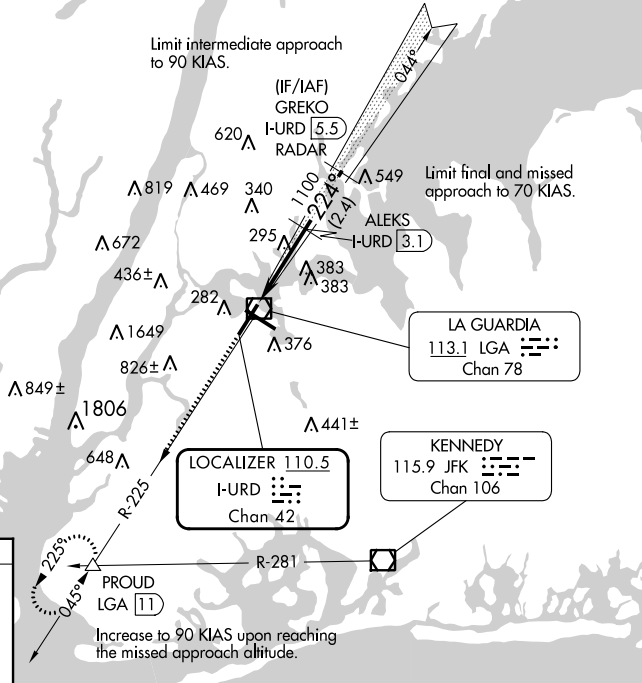 Limit intermediate approach
to 90 KIAS.
044°
(IF/IAF)
GREKO
I-URD 5.5
RADAR
620
549
Limit final and missed
approach to 70 KIAS.
819
469
340
1100
224°
(2.4)
ALEKS
I-URD 3.1
295
672
383
383
436±
282
LA GUARDIA
113.1 LGA
Chan 78
1649
376
826±
849±
1806
441±
KENNEDY
115.9 JFK
Chan 106
648
LOCALIZER 110.5
I-URD
Chan 42
R-225
R-281
225°
045°
PROUD
LGA 11
Increase to 90 KIAS upon reaching
the missed approach altitude.